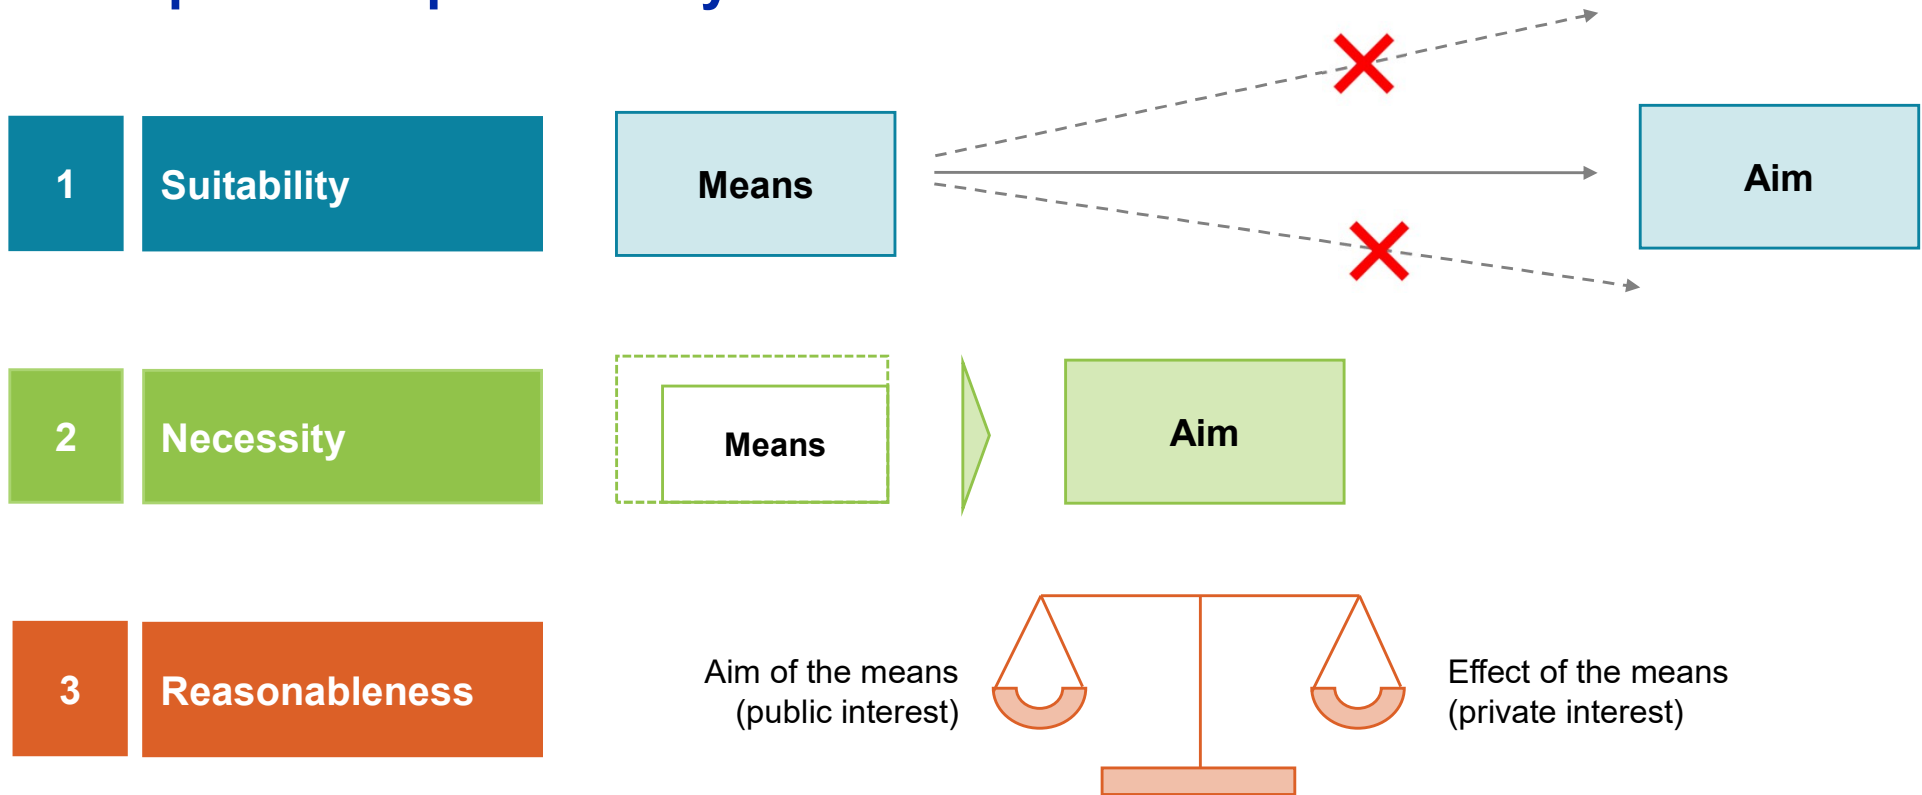 1
Suitability
Means
Aim
2
Necessity
Means
Aim
3
Reasonableness
Aim of the means
(public interest)
Effect of the means
(private interest)